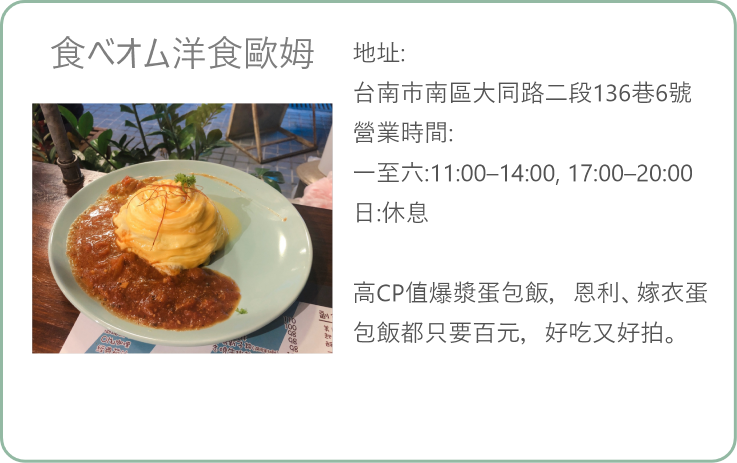 食べオム洋食歐姆
地址:
台南市南區大同路二段136巷6號
營業時間:
一至六:11:00–14:00, 17:00–20:00
日:休息
高CP值爆漿蛋包飯，恩利、嫁衣蛋
包飯都只要百元，好吃又好拍。